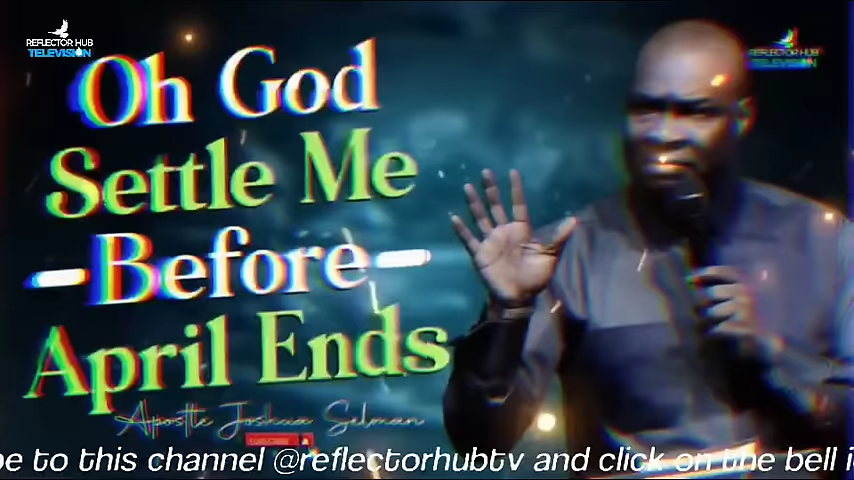 REFLECTOR HUB
TELEVISION
REFLECTOR HUB
TELEVISION
Oh God
Settle Me
Before
April Ends
Apostle Joshua Selman
SUBSCRIBE
to this channel @reflectorhubtv and click on the bell